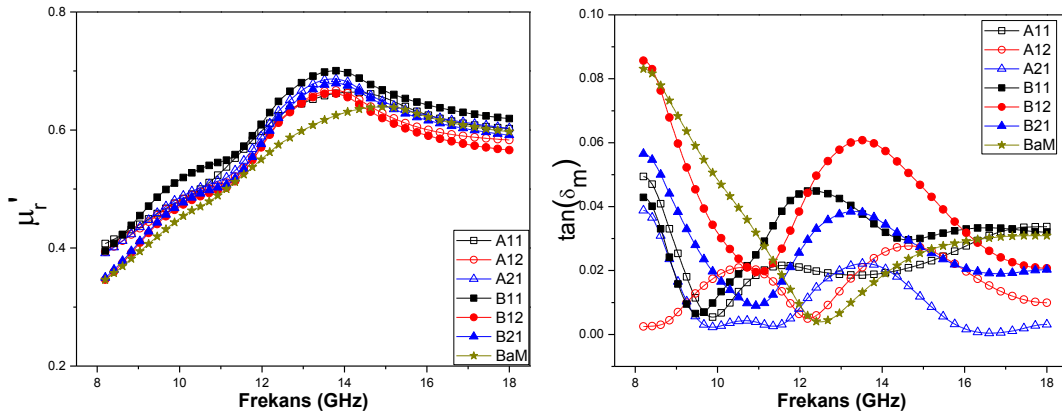 0.8
0.6
0.4
0.2
μr'
8 10 12 14 16 18
Frekans (GHz)
A11
A12
A21
B11
B12
B21
BaM
0.10
0.08
0.06
0.04
0.02
0.00
tan(δm)
8 10 12 14 16 18
Frekans (GHz)
A11
A12
A21
B11
B12
B21
BaM